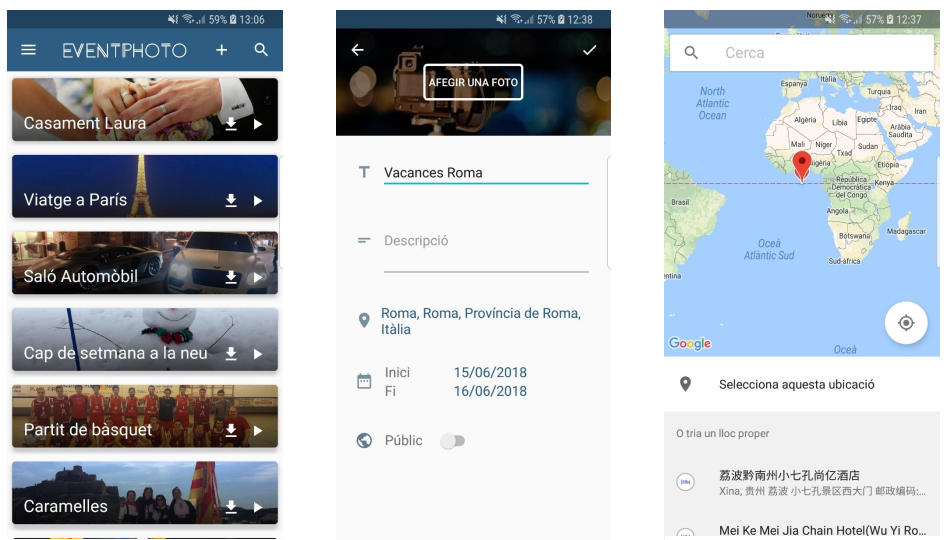 59% 13:06
EVENTPHOTO
Casament Laura
Viatge a París
Saló Automòbil
Cap de setmana a la neu
Partit de bàsquet
Caramelles
57% 12:38
AFEGIR UNA FOTO
Vacances Roma
Descripció
Roma, Roma, Província de Roma,
Itàlia
Inici 15/06/2018
Fi 16/06/2018
Públic
57% 12:37
Cerca
Espanya
Itàlia
Turquia
North
Atlantic
Ocean
Iraq
Iran
Algèria
Líbia
Egipte
Aràbia
Saudita
Mali
Níger
Txad
Sudan
Etiòpia
República
Democràtica
del Congo
Kenya
Brasil
Angola
Botswana
Madagascar
Oceà
Atlàntic Sud
Sud-àfrica
entina
Google
Oceà
Selecciona aquesta ubicació
O tria un lloc proper
荔波黔南州小七孔尚亿酒店
Xina, 贵州 荔波 小七孔景区西大门 邮政编码:...
Mei Ke Mei Jia Chain Hotel(Wu Yi Ro...